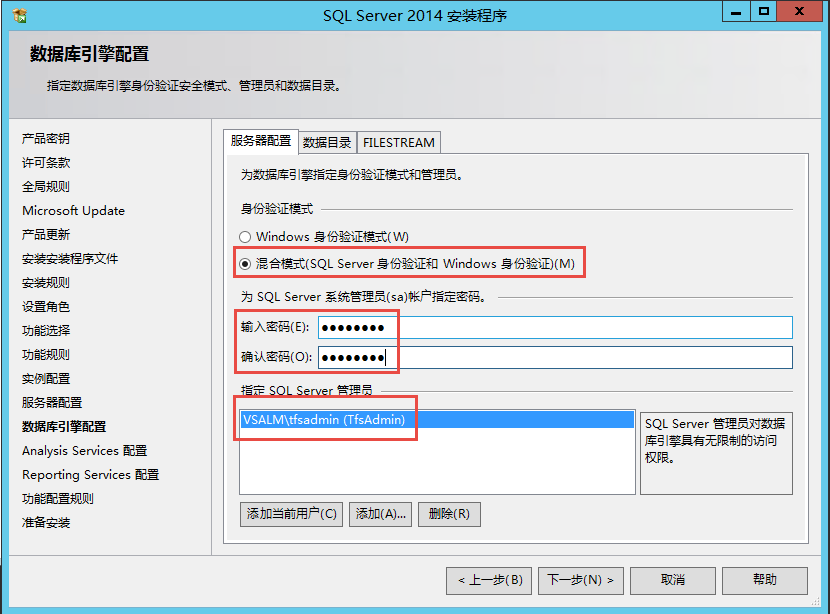 SQL Server 2014 安装程序
数据库引擎配置
指定数据库引擎身份验证安全模式、管理员和数据目录。
产品密钥
许可条款
全局规则
Microsoft Update
产品更新
安装安装程序文件
安装规则
设置角色
功能选择
功能规则
实例配置
服务器配置
数据库引擎配置
Analysis Services 配置
Reporting Services 配置
功能配置规则
准备安装
服务器配置 数据目录 FILESTREAM
为数据库引擎指定身份验证模式和管理员。
身份验证模式
Windows 身份验证模式(W)
混合模式(SQL Server 身份验证和 Windows 身份验证)(M)
为 SQL Server 系统管理员(sa)帐户指定密码。
输入密码(E): ●●●●●●●●
确认密码(O): ●●●●●●●●
指定 SQL Server 管理员
VSALM\tfsadmin (TfsAdmin)
SQL Server 管理员对数据
库引擎具有无限制的访问
权限。
添加当前用户(C) 添加(A)... 删除(R)
< 上一步(B) 下一步(N) > 取消 帮助